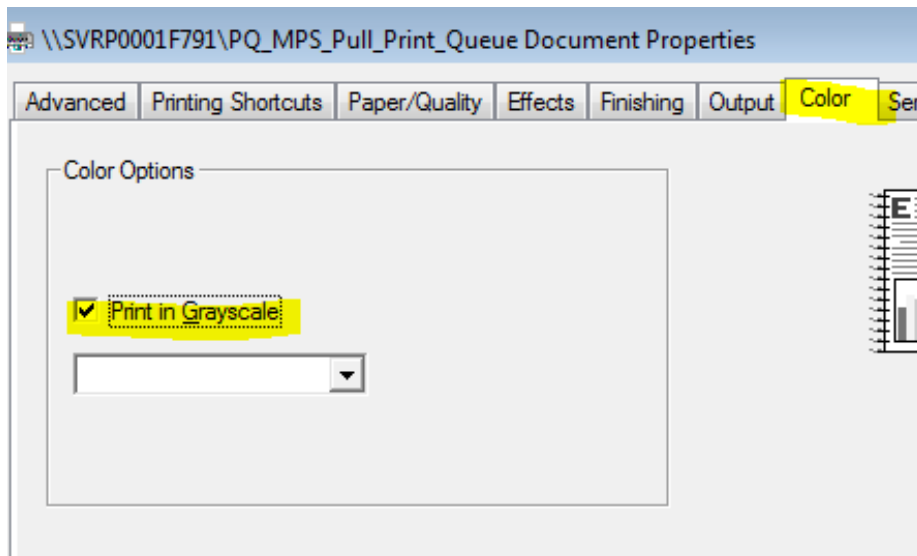 \\SVRP0001F791\PQ_MPS_Pull_Print_Queue Document Properties
Advanced Printing Shortcuts Paper/Quality Effects Finishing Output Color
Color Options
E
Print in Grayscale